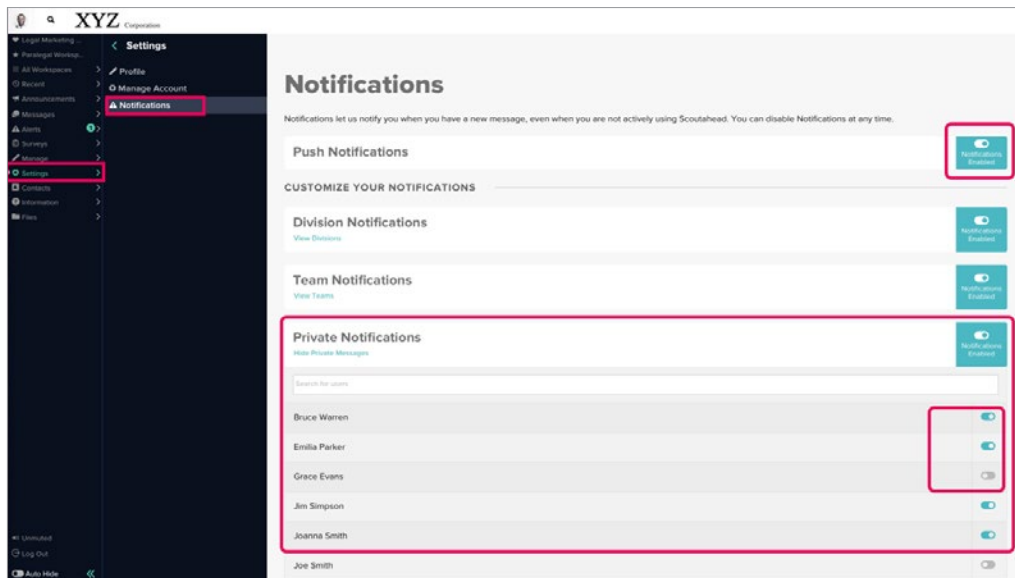 XYZ Corporation
Legal Marketing ...
Paralegal Worksp...
All Workspaces
Recent
Announcements
Messages
Alerts 1
Surveys
Manage
Settings
Contacts
Information
Files
Unmuted
Log Out
Auto Hide
Settings
Profile
Manage Account
Notifications
Notifications
Notifications let us notify you when you have a new message, even when you are not actively using Scoutahead. You can disable Notifications at any time.
Push Notifications
Notifications
Enabled
CUSTOMIZE YOUR NOTIFICATIONS
Division Notifications
View Divisions
Notifications
Enabled
Team Notifications
View Teams
Notifications
Enabled
Private Notifications
Hide Private Messages
Notifications
Enabled
Search for users
Bruce Warren
Emilia Parker
Grace Evans
Jim Simpson
Joanna Smith
Joe Smith